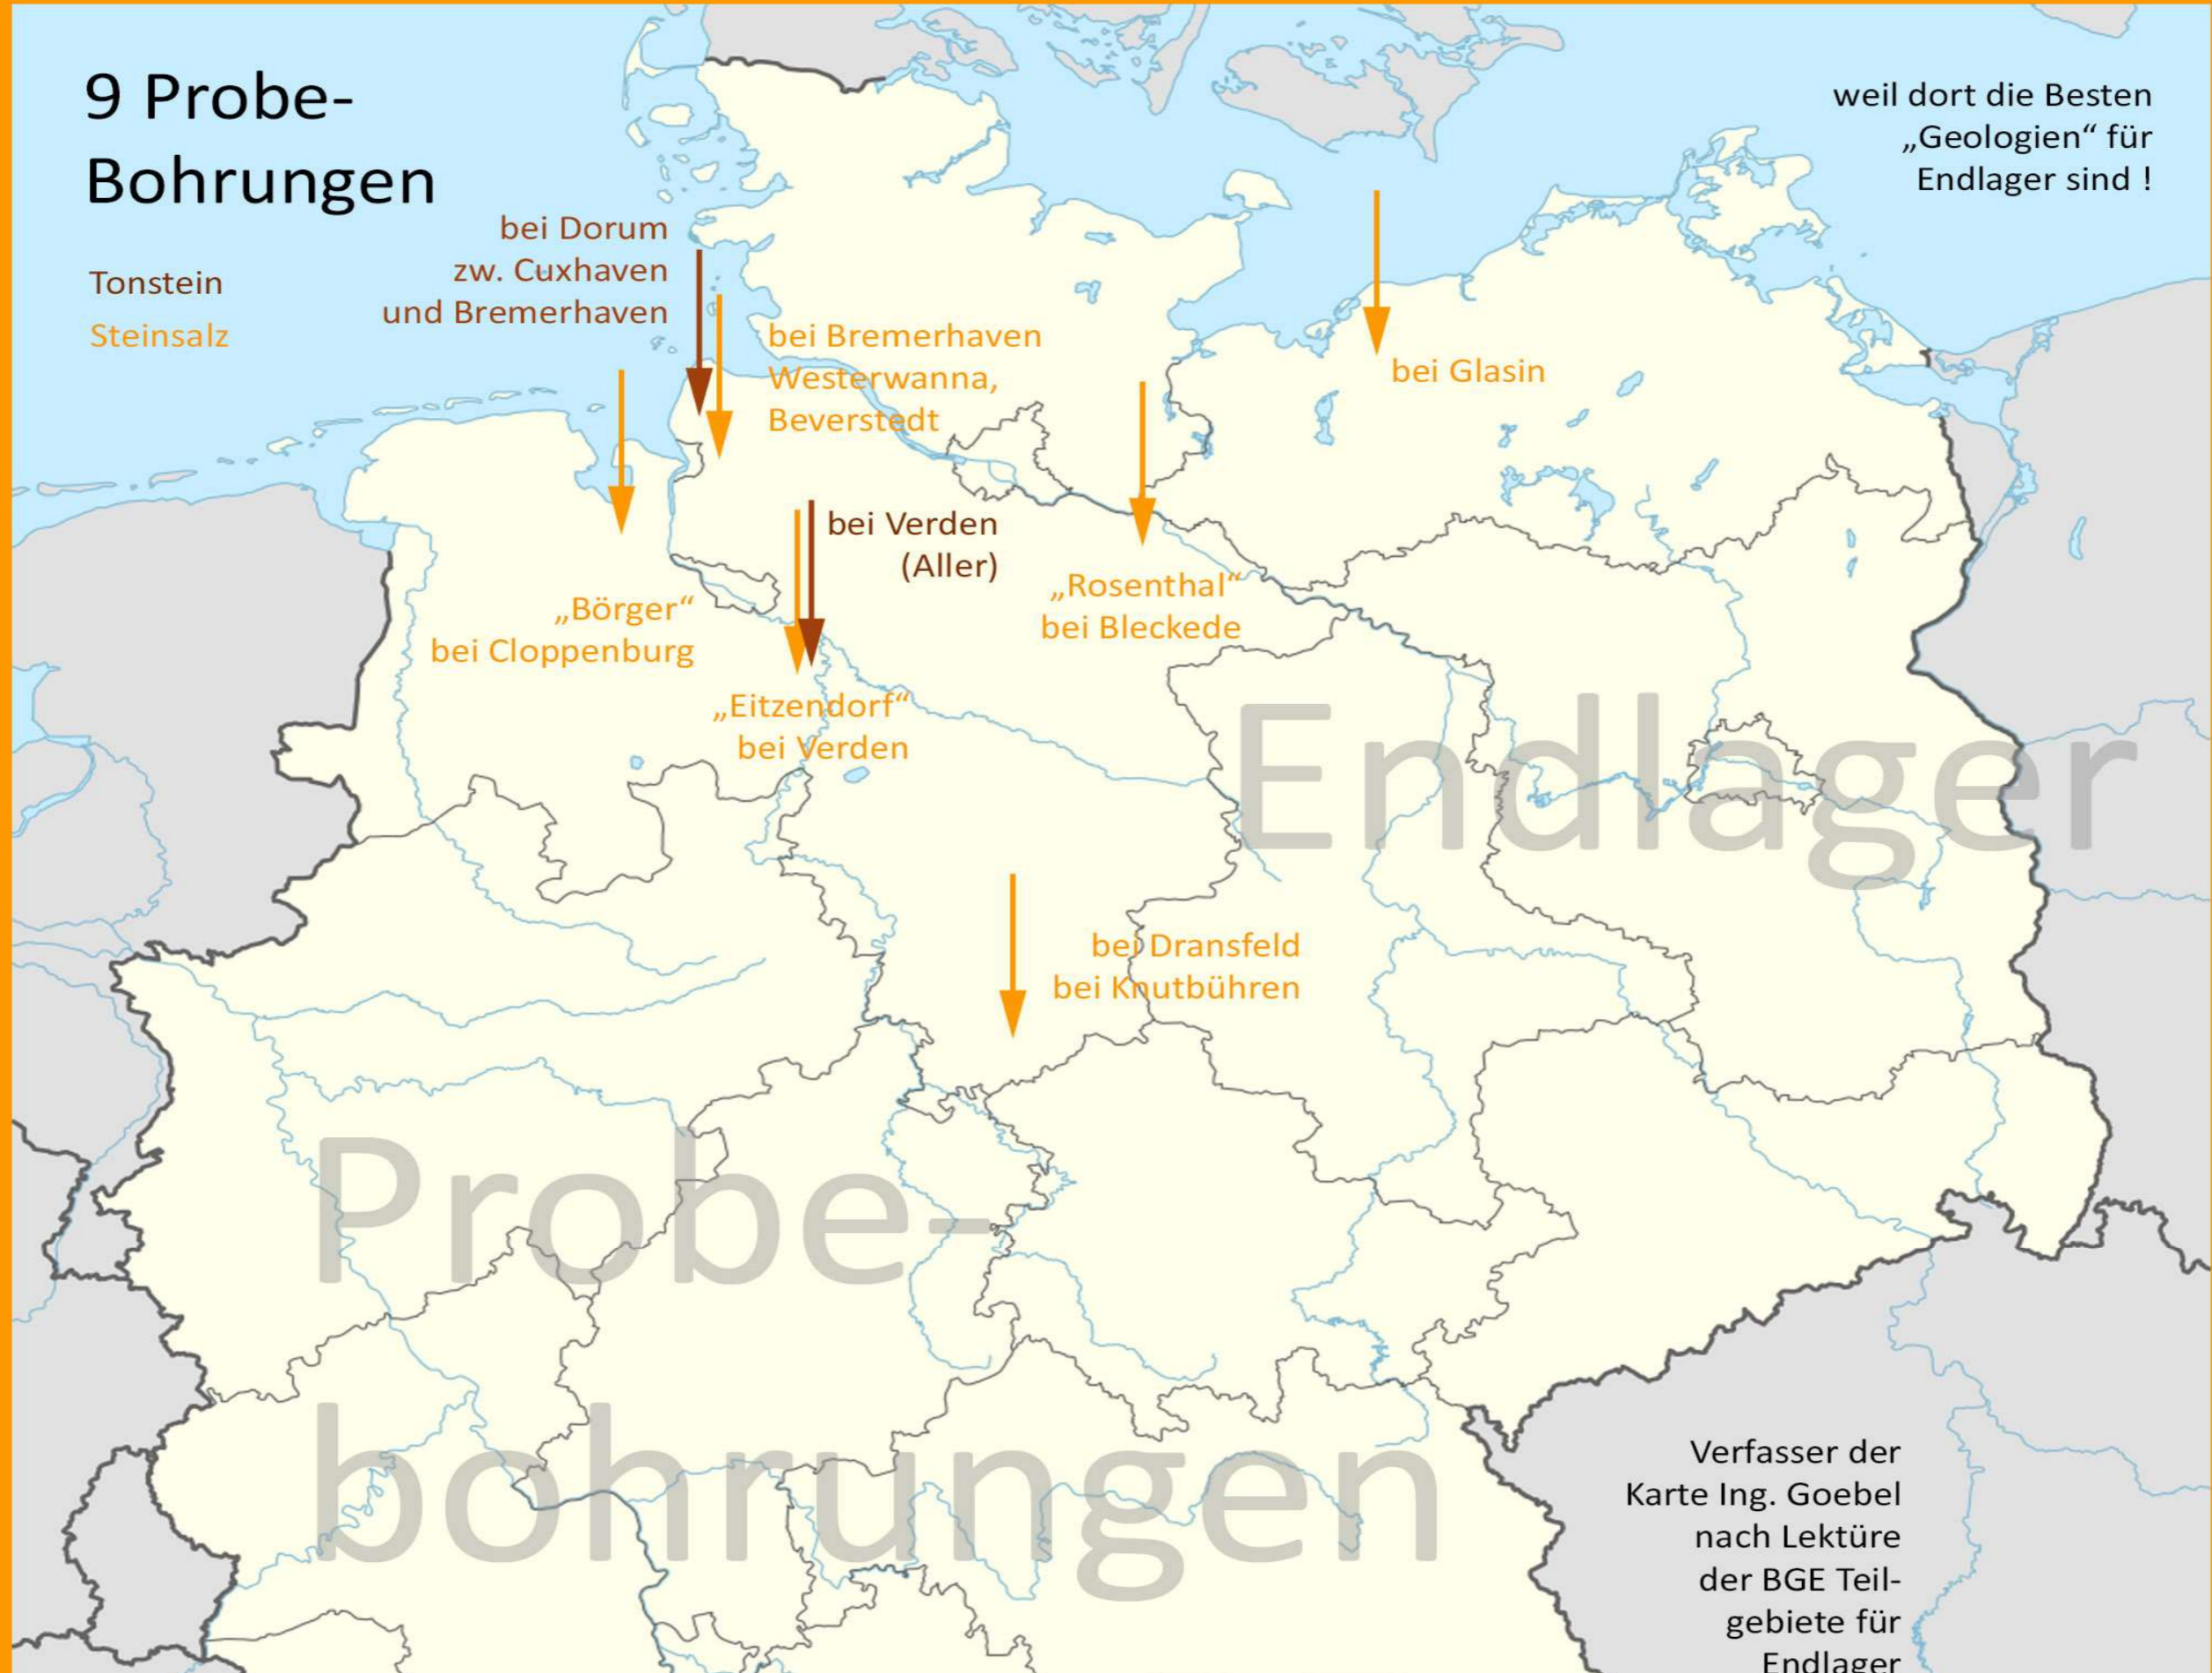 9 Probe-
Bohrungen
Tonstein
Steinsalz
weil dort die Besten
„Geologien“ für
Endlager sind !
bei Dorum
zw. Cuxhaven
und Bremerhaven
bei Bremerhaven
Westerwanna,
Beverstedt
bei Glasin
bei Verden
(Aller)
„Rosenthal“
bei Bleckede
„Börger“
bei Cloppenburg
„Eitzendorf“
bei Verden
Endlager
bei Dransfeld
bei Knutbühren
Probe-
bohrungen
Verfasser der
Karte Ing. Goebel
nach Lektüre
der BGE Teil-
gebiete für
Endlager